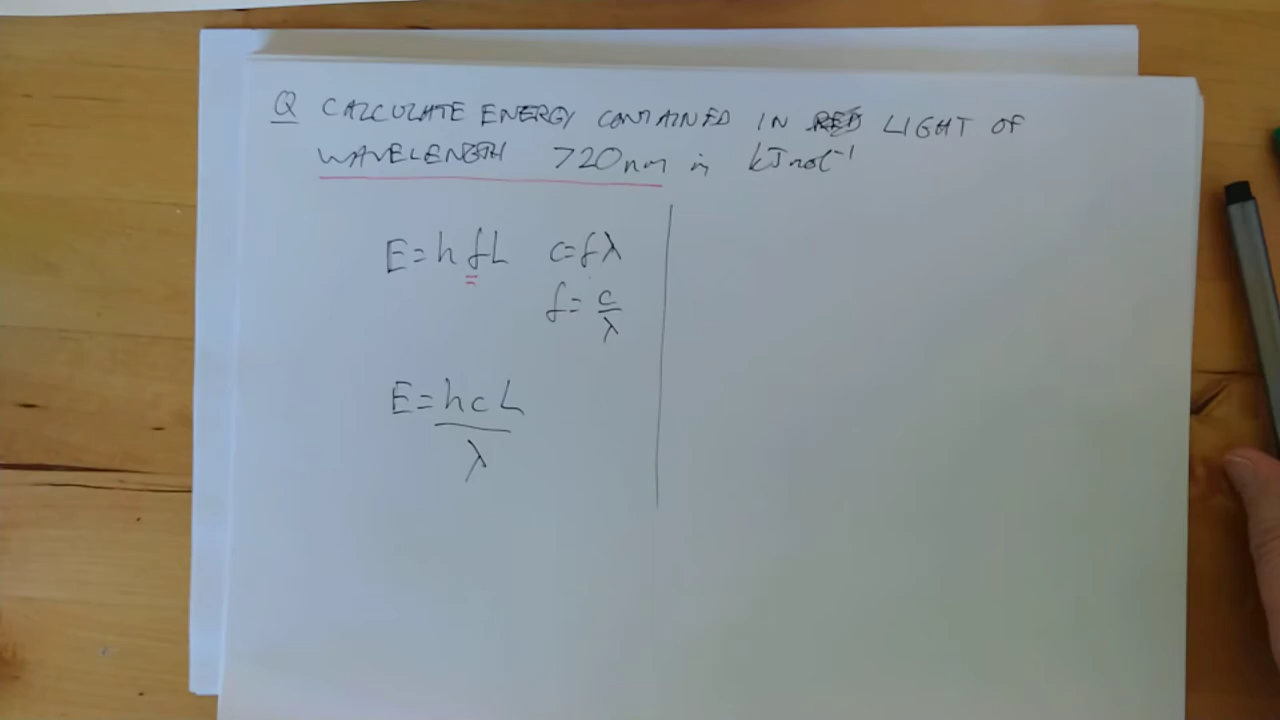 Q CALCULATE ENERGY CONTAINED IN RED LIGHT OF
WAVELENGTH 720nm in kJmol⁻¹
E=hfL c=fλ
f=c/λ
E=hcL/λ